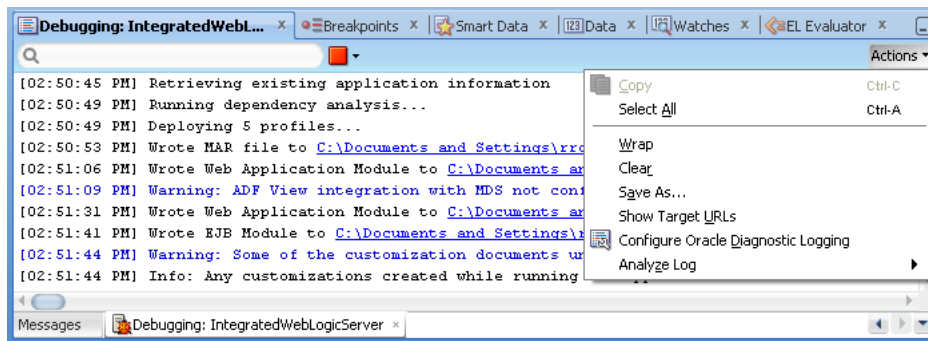 Debugging: IntegratedWebL... x Breakpoints x Smart Data x 123 Data x Watches x EL Evaluator x
Actions
[02:50:45 PM] Retrieving existing application information
[02:50:49 PM] Running dependency analysis...
[02:50:49 PM] Deploying 5 profiles...
[02:50:53 PM] Wrote MAR file to C:\Documents and Settings\rro
[02:51:06 PM] Wrote Web Application Module to C:\Documents an
[02:51:09 PM] Warning: ADF View integration with MDS not conf
[02:51:31 PM] Wrote Web Application Module to C:\Documents an
[02:51:41 PM] Wrote EJB Module to C:\Documents and Settings\r
[02:51:44 PM] Warning: Some of the customization documents un
[02:51:44 PM] Info: Any customizations created while running
Copy Ctrl-C
Select All Ctrl-A
Wrap
Clear
Save As...
Show Target URLs
Configure Oracle Diagnostic Logging
Analyze Log
Messages Debugging: IntegratedWebLogicServer x